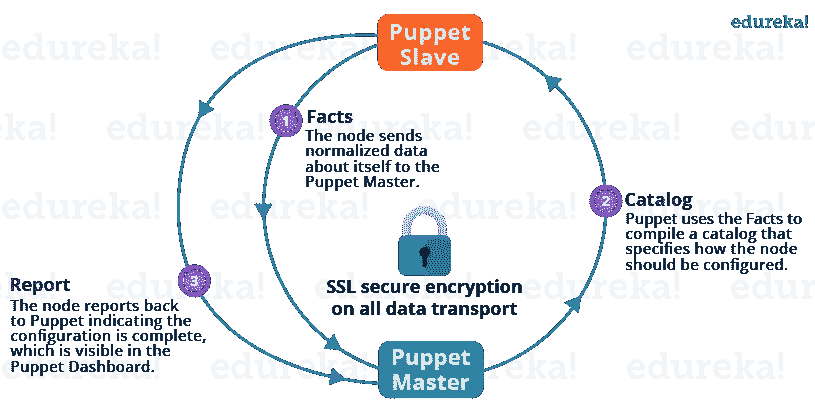 edureka!
Puppet
Slave
1
Facts
The node sends
normalized data
about itself to the
Puppet Master.
2
Catalog
Puppet uses the Facts to
compile a catalog that
specifies how the node
should be configured.
SSL secure encryption
on all data transport
3
Report
The node reports back
to Puppet indicating the
configuration is complete,
which is visible in the
Puppet Dashboard.
Puppet
Master